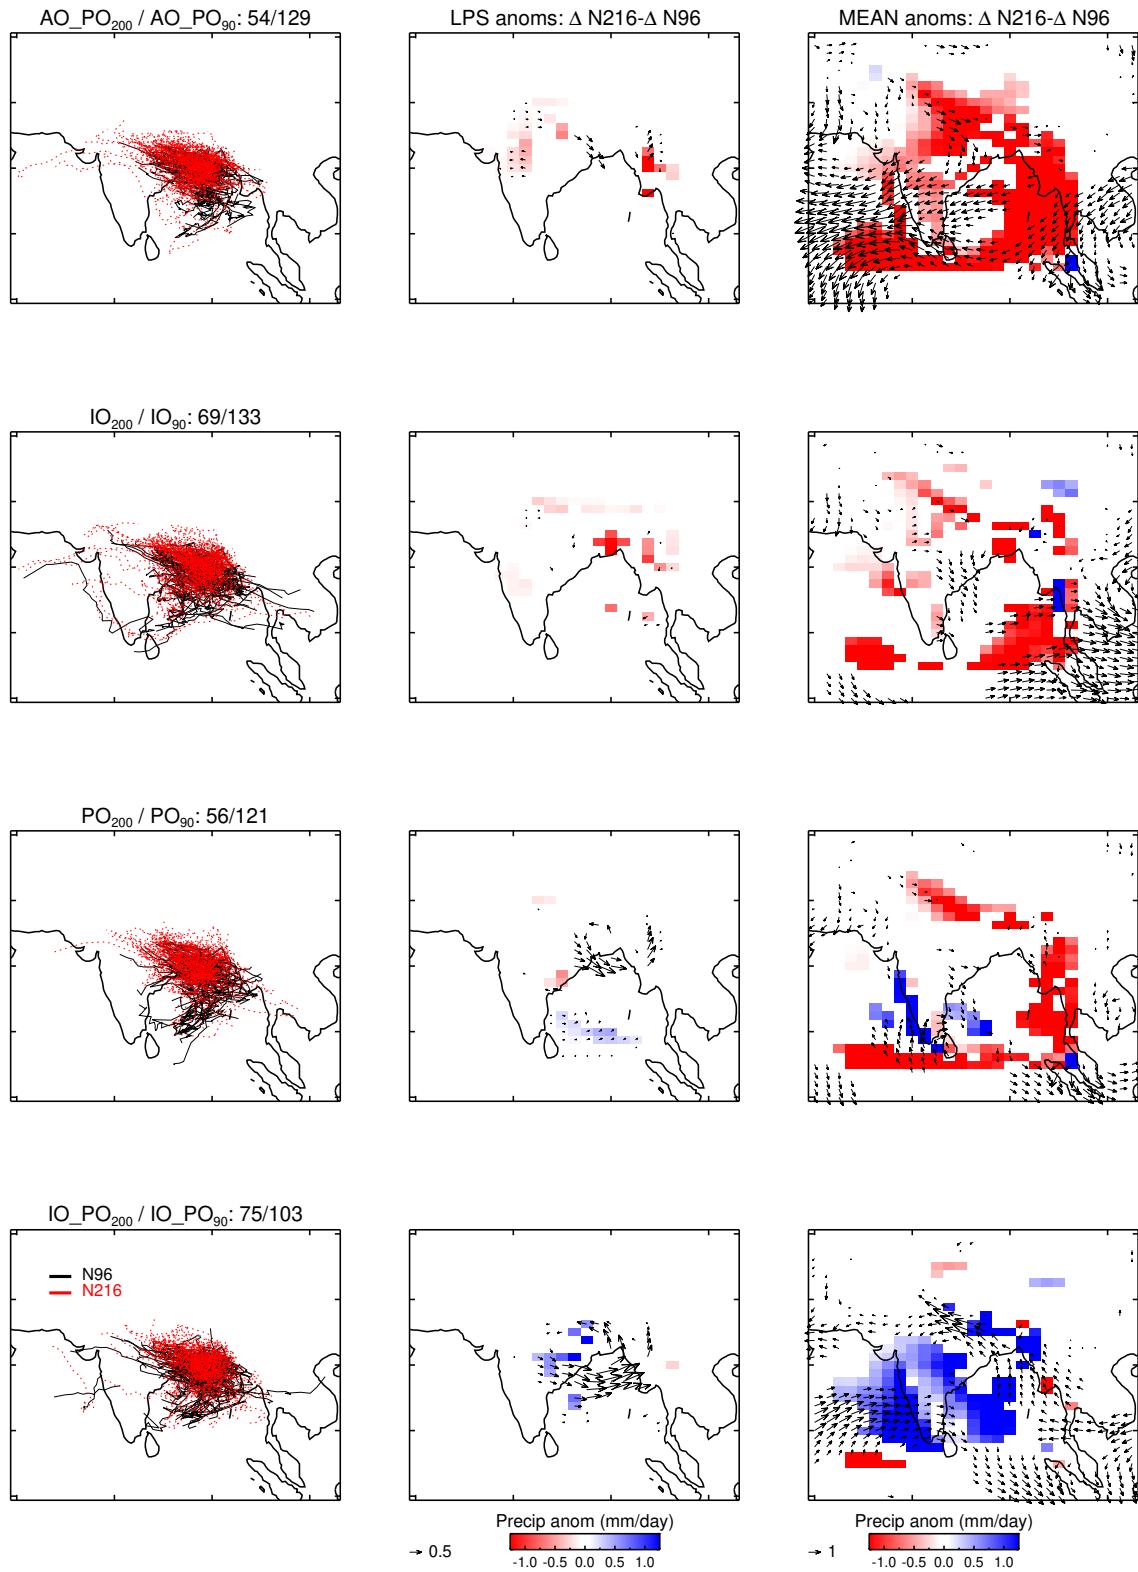 AO_PO₂₀₀ / AO_PO₉₀: 54/129
LPS anoms: Δ N216-Δ N96
MEAN anoms: Δ N216-Δ N96
IO₂₀₀ / IO₉₀: 69/133
PO₂₀₀ / PO₉₀: 56/121
IO_PO₂₀₀ / IO_PO₉₀: 75/103
N96
N216
Precip anom (mm/day)
0.5
-1.0 -0.5 0.0 0.5 1.0
Precip anom (mm/day)
1
-1.0 -0.5 0.0 0.5 1.0